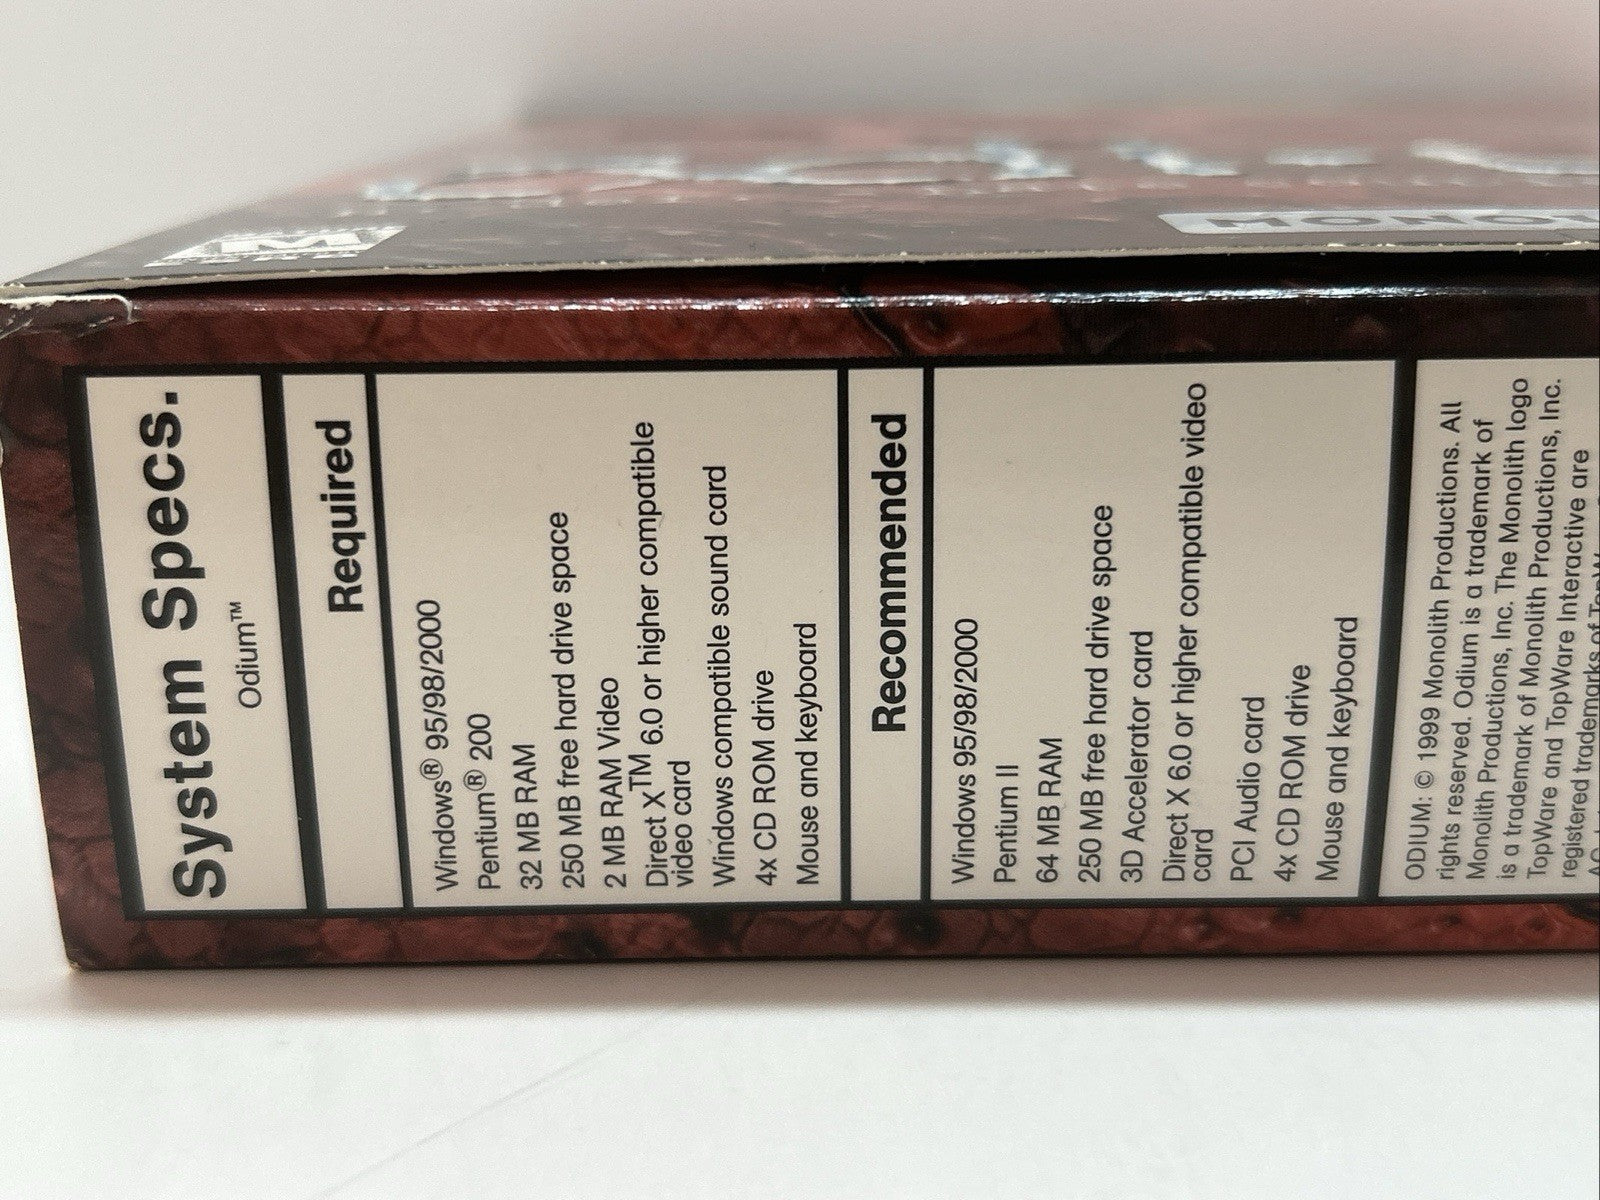 System Specs.
Odium™
Required
Windows® 95/98/2000
Pentium® 200
32 MB RAM
250 MB free hard drive space
2 MB RAM Video
Direct X™ 6.0 or higher compatible
video card
Windows compatible sound card
4x CD ROM drive
Mouse and keyboard
Recommended
Windows 95/98/2000
Pentium II
64 MB RAM
250 MB free hard drive space
3D Accelerator card
Direct X 6.0 or higher compatible video
card
PCI Audio card
4x CD ROM drive
Mouse and keyboard
ODIUM: © 1999 Monolith Productions. All
rights reserved. Odium is a trademark of
Monolith Productions, Inc. The Monolith logo
is a trademark of Monolith Productions, Inc.
TopWare and TopWare Interactive are
registered trademarks of
M